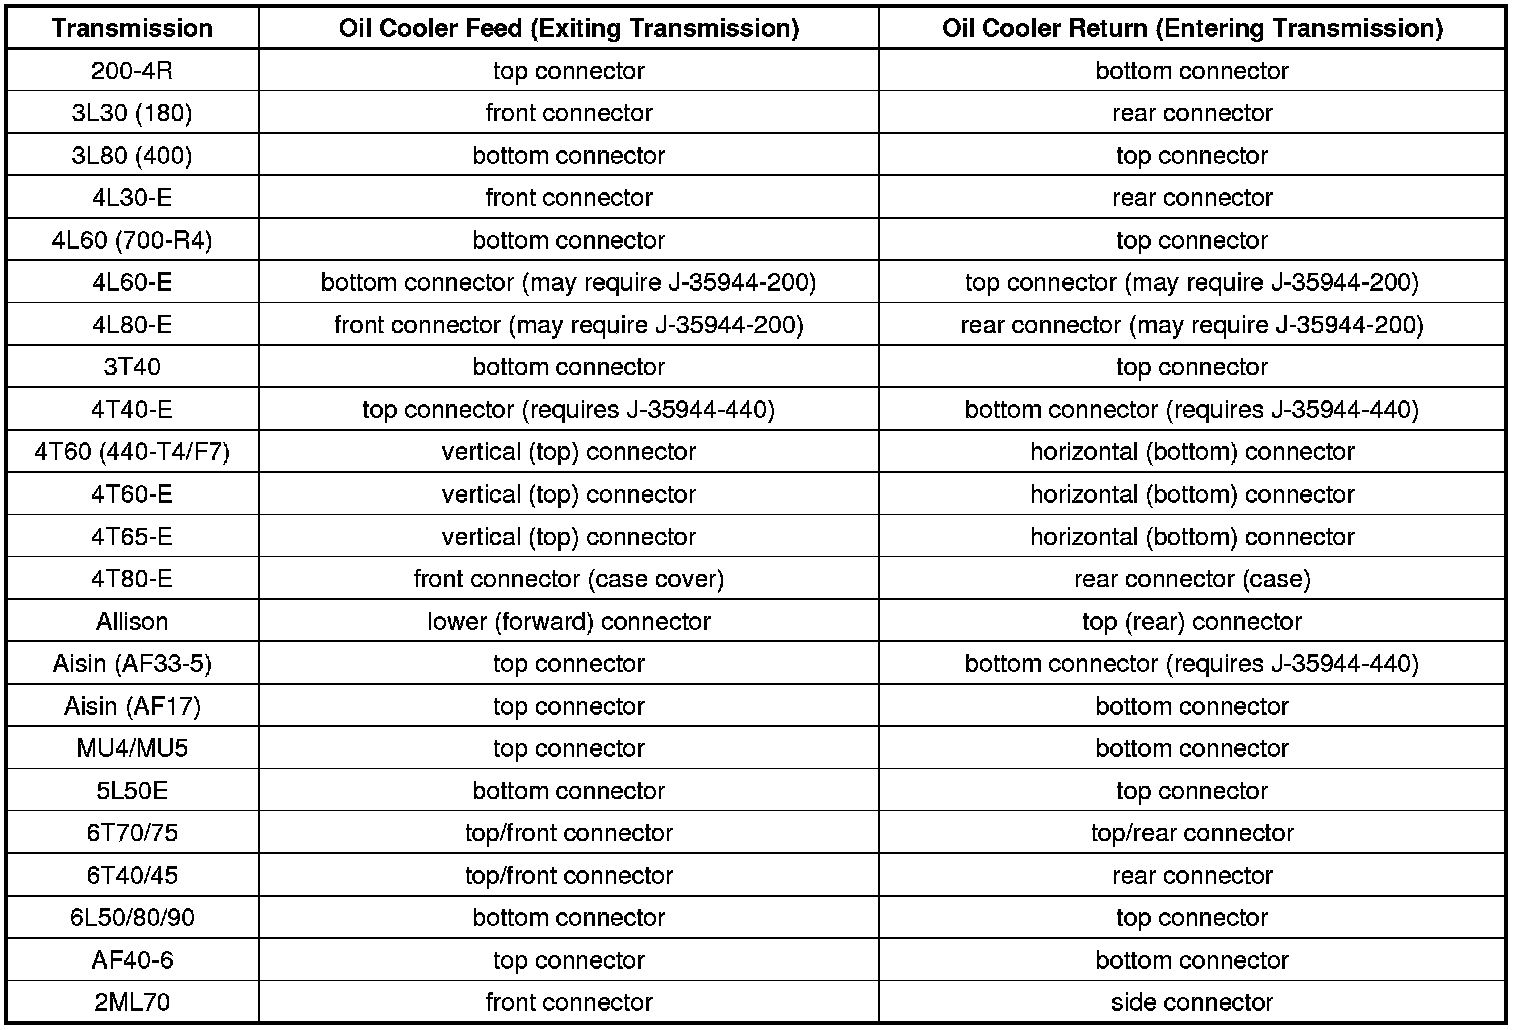 Transmission Oil Cooler Feed (Exiting Transmission) Oil Cooler Return (Entering Transmission)
200-4R top connector bottom connector
3L30 (180) front connector rear connector
3L80 (400) bottom connector top connector
4L30-E front connector rear connector
4L60 (700-R4) bottom connector top connector
4L60-E bottom connector (may require J-35944-200) top connector (may require J-35944-200)
4L80-E front connector (may require J-35944-200) rear connector (may require J-35944-200)
3T40 bottom connector top connector
4T40-E top connector (requires J-35944-440) bottom connector (requires J-35944-440)
4T60 (440-T4/F7) vertical (top) connector horizontal (bottom) connector
4T60-E vertical (top) connector horizontal (bottom) connector
4T65-E vertical (top) connector horizontal (bottom) connector
4T80-E front connector (case cover) rear connector (case)
Allison lower (forward) connector top (rear) connector
Aisin (AF33-5) top connector bottom connector (requires J-35944-440)
Aisin (AF17) top connector bottom connector
MU4/MU5 top connector bottom connector
5L50E bottom connector top connector
6T70/75 top/front connector top/rear connector
6T40/45 top/front connector rear connector
6L50/80/90 bottom connector top connector
AF40-6 top connector bottom connector
2ML70 front connector side connector